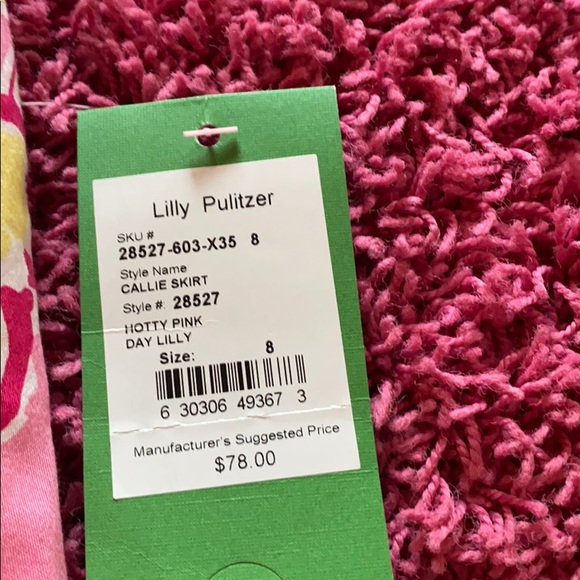 Lilly Pulitzer
SKU #
28527-603-X35 8
Style Name
CALLIE SKIRT
Style #: 28527
HOTTY PINK
DAY LILLY
Size: 8
6 30306 49367 3
Manufacturer's Suggested Price
$78.00